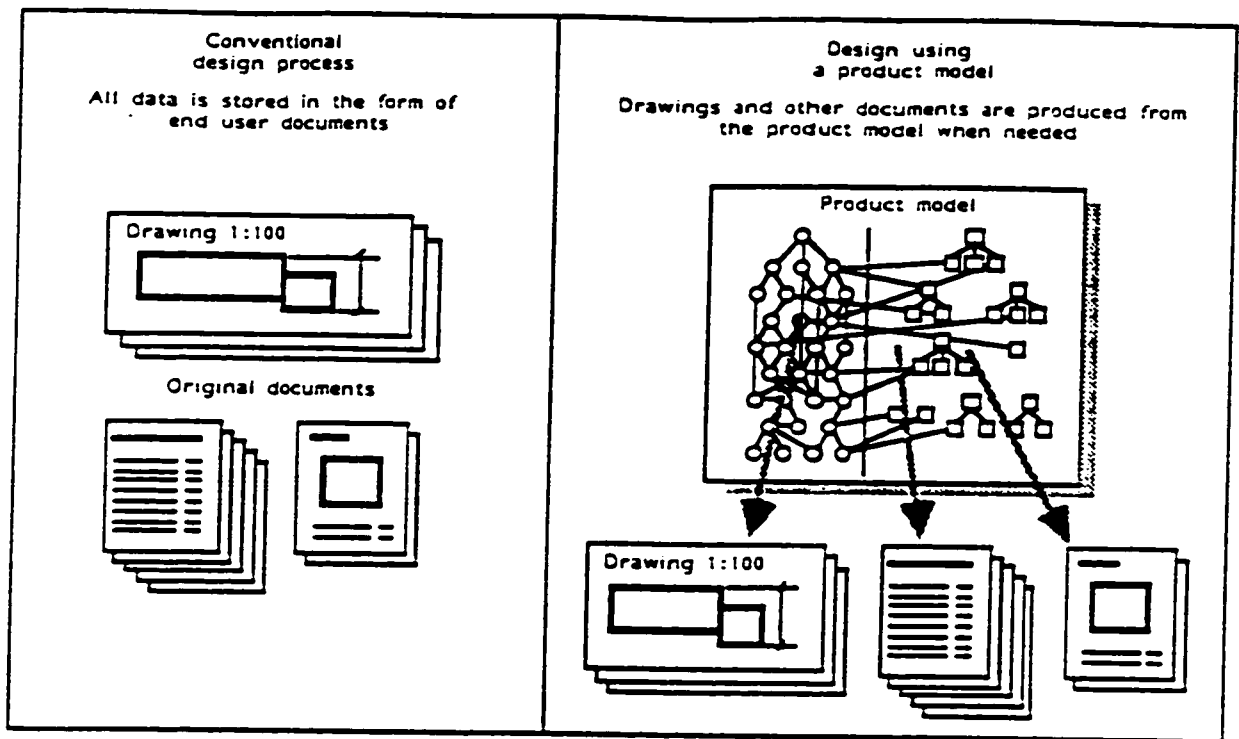 Conventional
design process
All data is stored in the form of
end user documents
Drawing 1:100
Original documents
Design using
a product model
Drawings and other documents are produced from
the product model when needed
Product model
Drawing 1:100